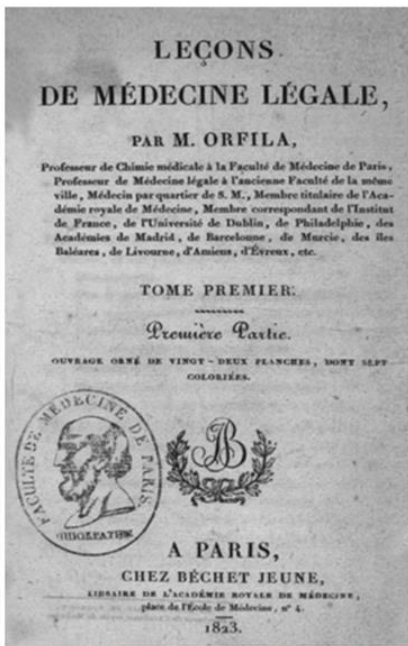 LEÇONS
DE MÉDECINE LÉGALE,
PAR M. ORFILA,
Professeur de Chimie médicale à la Faculté de Médecine de Paris,
Professeur de Médecine légale à l'ancienne Faculté de la même
ville, Médecin par quartier de S. M., Membre titulaire de l'Aca-
démie royale de Médecine, Membre correspondant de l'Institut
de France, de l'Université de Dublin, de Philadelphie, des
Académies de Madrid, de Barcelonne, de Murcie, des îles
Baléares, de Livourne, d'Amiens, d'Évreux, etc.
TOME PREMIER.
Première Partie.
OUVRAGE ORNÉ DE VINGT-DEUX PLANCHES, DONT SEPT
COLORIÉES.
FACULTÉ DE MÉDECINE DE PARIS
AB
A PARIS,
CHEZ BÉCHET JEUNE,
LIBRAIRE DE L'ACADÉMIE ROYALE DE MÉDECINE,
place de l'École de Médecine, n° 4.
1823.